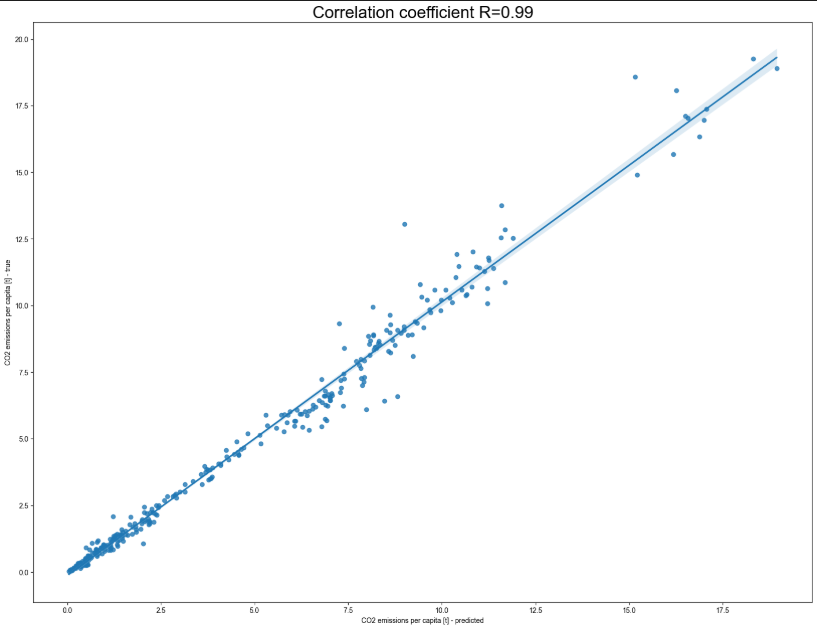 Correlation coefficient R=0.99
20.0
17.5
15.0
12.5
10.0
7.5
5.0
2.5
0.0
CO2 emissions per capita [t] - true
0.0 2.5 5.0 7.5 10.0 12.5 15.0 17.5
CO2 emissions per capita [t] - predicted